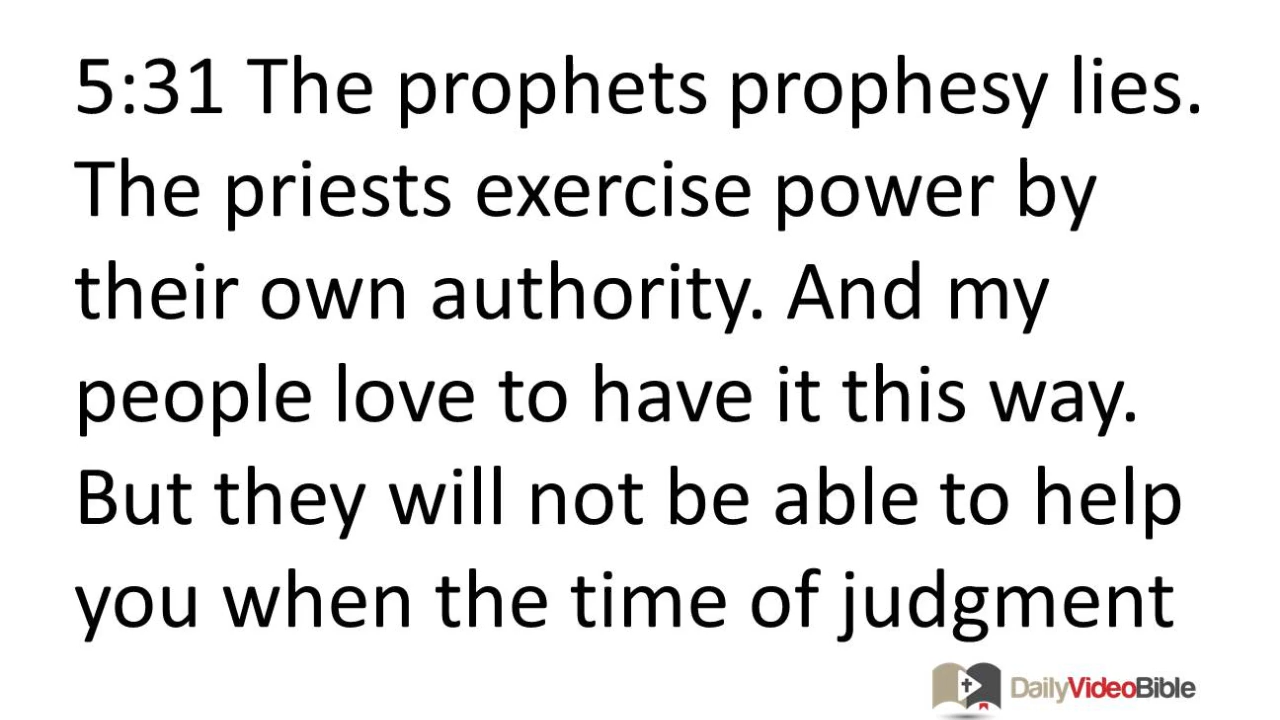 5:31 The prophets prophesy lies.
The priests exercise power by
their own authority. And my
people love to have it this way.
But they will not be able to help
you when the time of judgment
DailyVideoBible